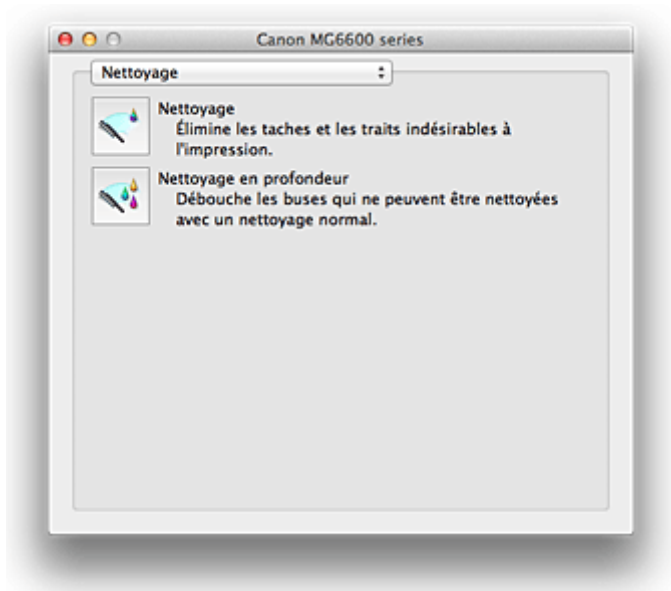 Canon MG6600 series
Nettoyage
Nettoyage
Élimine les taches et les traits indésirables à
l'impression.
Nettoyage en profondeur
Débouche les buses qui ne peuvent être nettoyées
avec un nettoyage normal.